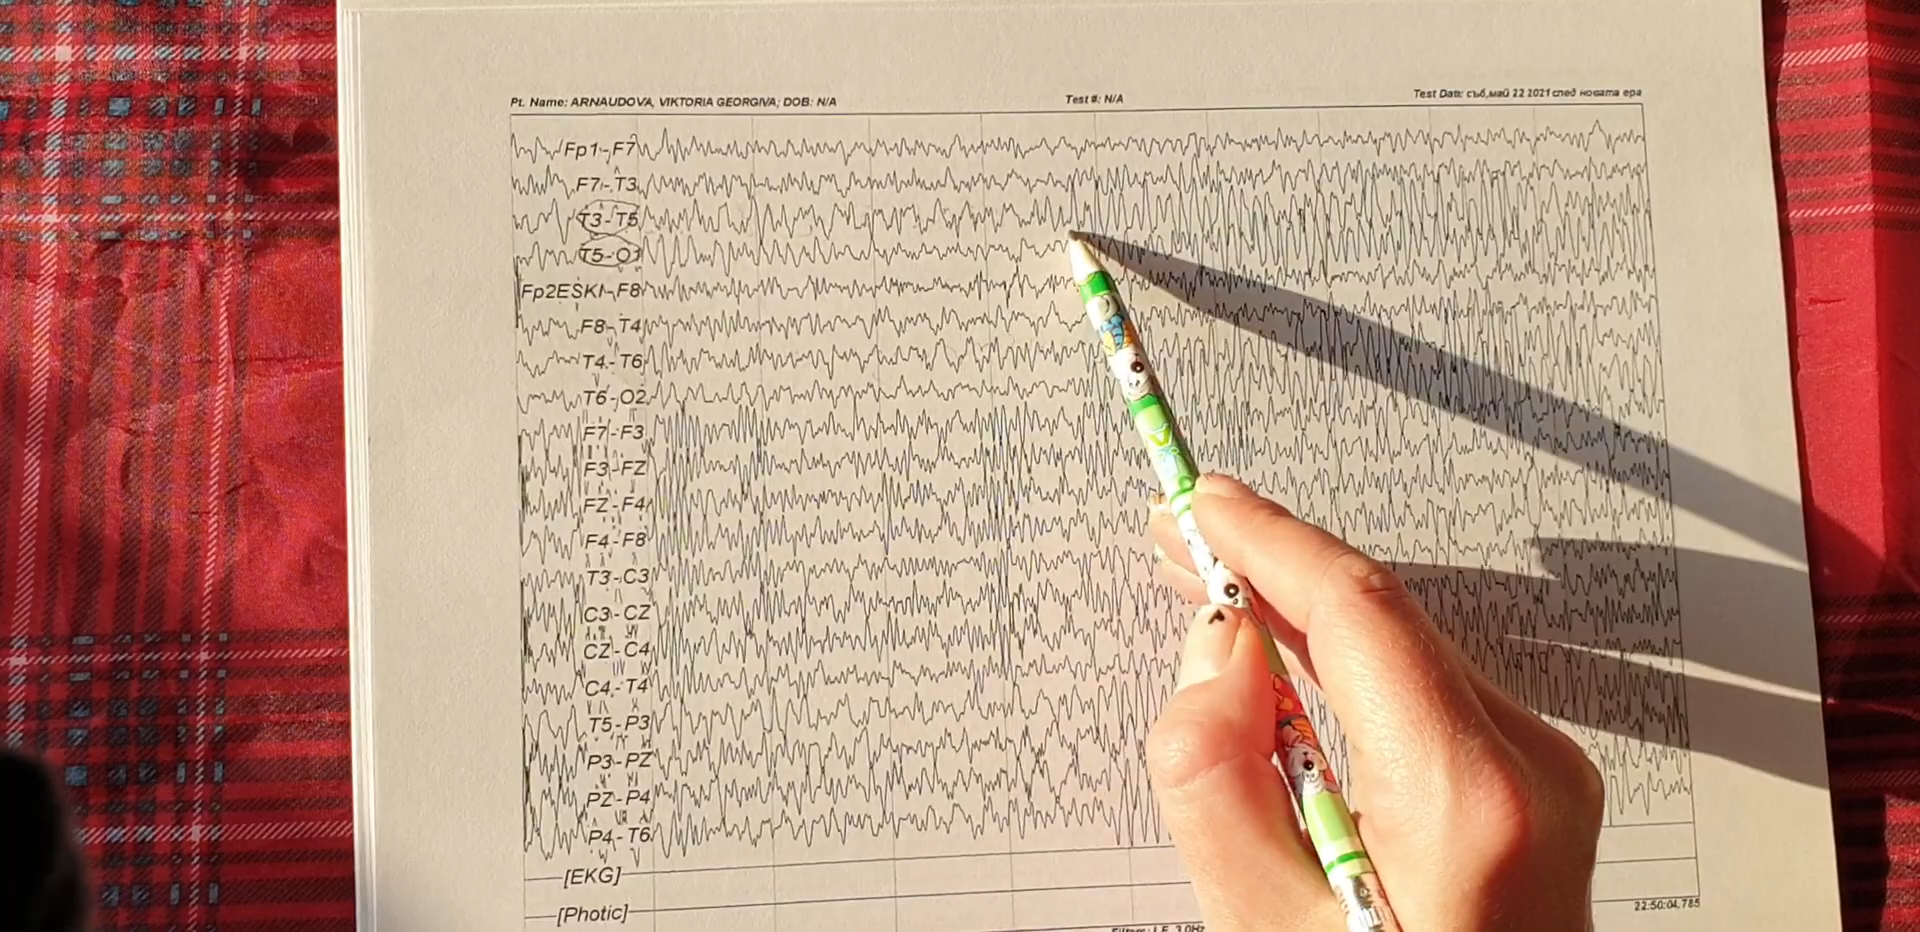 Pt. Name: ARNAUDOVA, VIKTORIA GEORGIVA; DOB: N/A
Test #: N/A
Test Date: съб,май 22 2021 след новата ера
Fp1-F7
F7-T3
T3-T5
T5-O1
Fp2ESKI-F8
F8-T4
T4-T6
T6-O2
F7-F3
F3-FZ
FZ-F4
F4-F8
T3-C3
C3-CZ
CZ-C4
C4-T4
T5-P3
P3-PZ
PZ-P4
P4-T6
[EKG]
[Photic]
22:50:04.785